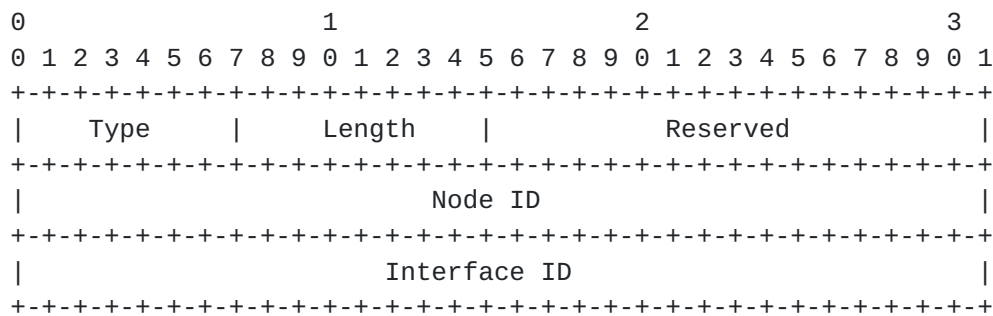 0                   1                   2                   3
0 1 2 3 4 5 6 7 8 9 0 1 2 3 4 5 6 7 8 9 0 1 2 3 4 5 6 7 8 9 0 1
+-+-+-+-+-+-+-+-+-+-+-+-+-+-+-+-+-+-+-+-+-+-+-+-+-+-+-+-+-+-+-+
|    Type     |     Length    |           Reserved            |
+-+-+-+-+-+-+-+-+-+-+-+-+-+-+-+-+-+-+-+-+-+-+-+-+-+-+-+-+-+-+-+
|                          Node ID                            |
+-+-+-+-+-+-+-+-+-+-+-+-+-+-+-+-+-+-+-+-+-+-+-+-+-+-+-+-+-+-+-+
|                       Interface ID                          |
+-+-+-+-+-+-+-+-+-+-+-+-+-+-+-+-+-+-+-+-+-+-+-+-+-+-+-+-+-+-+-+